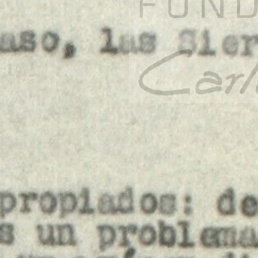 FUND
aso, las Sier
Carl
propiados: de
s un problema